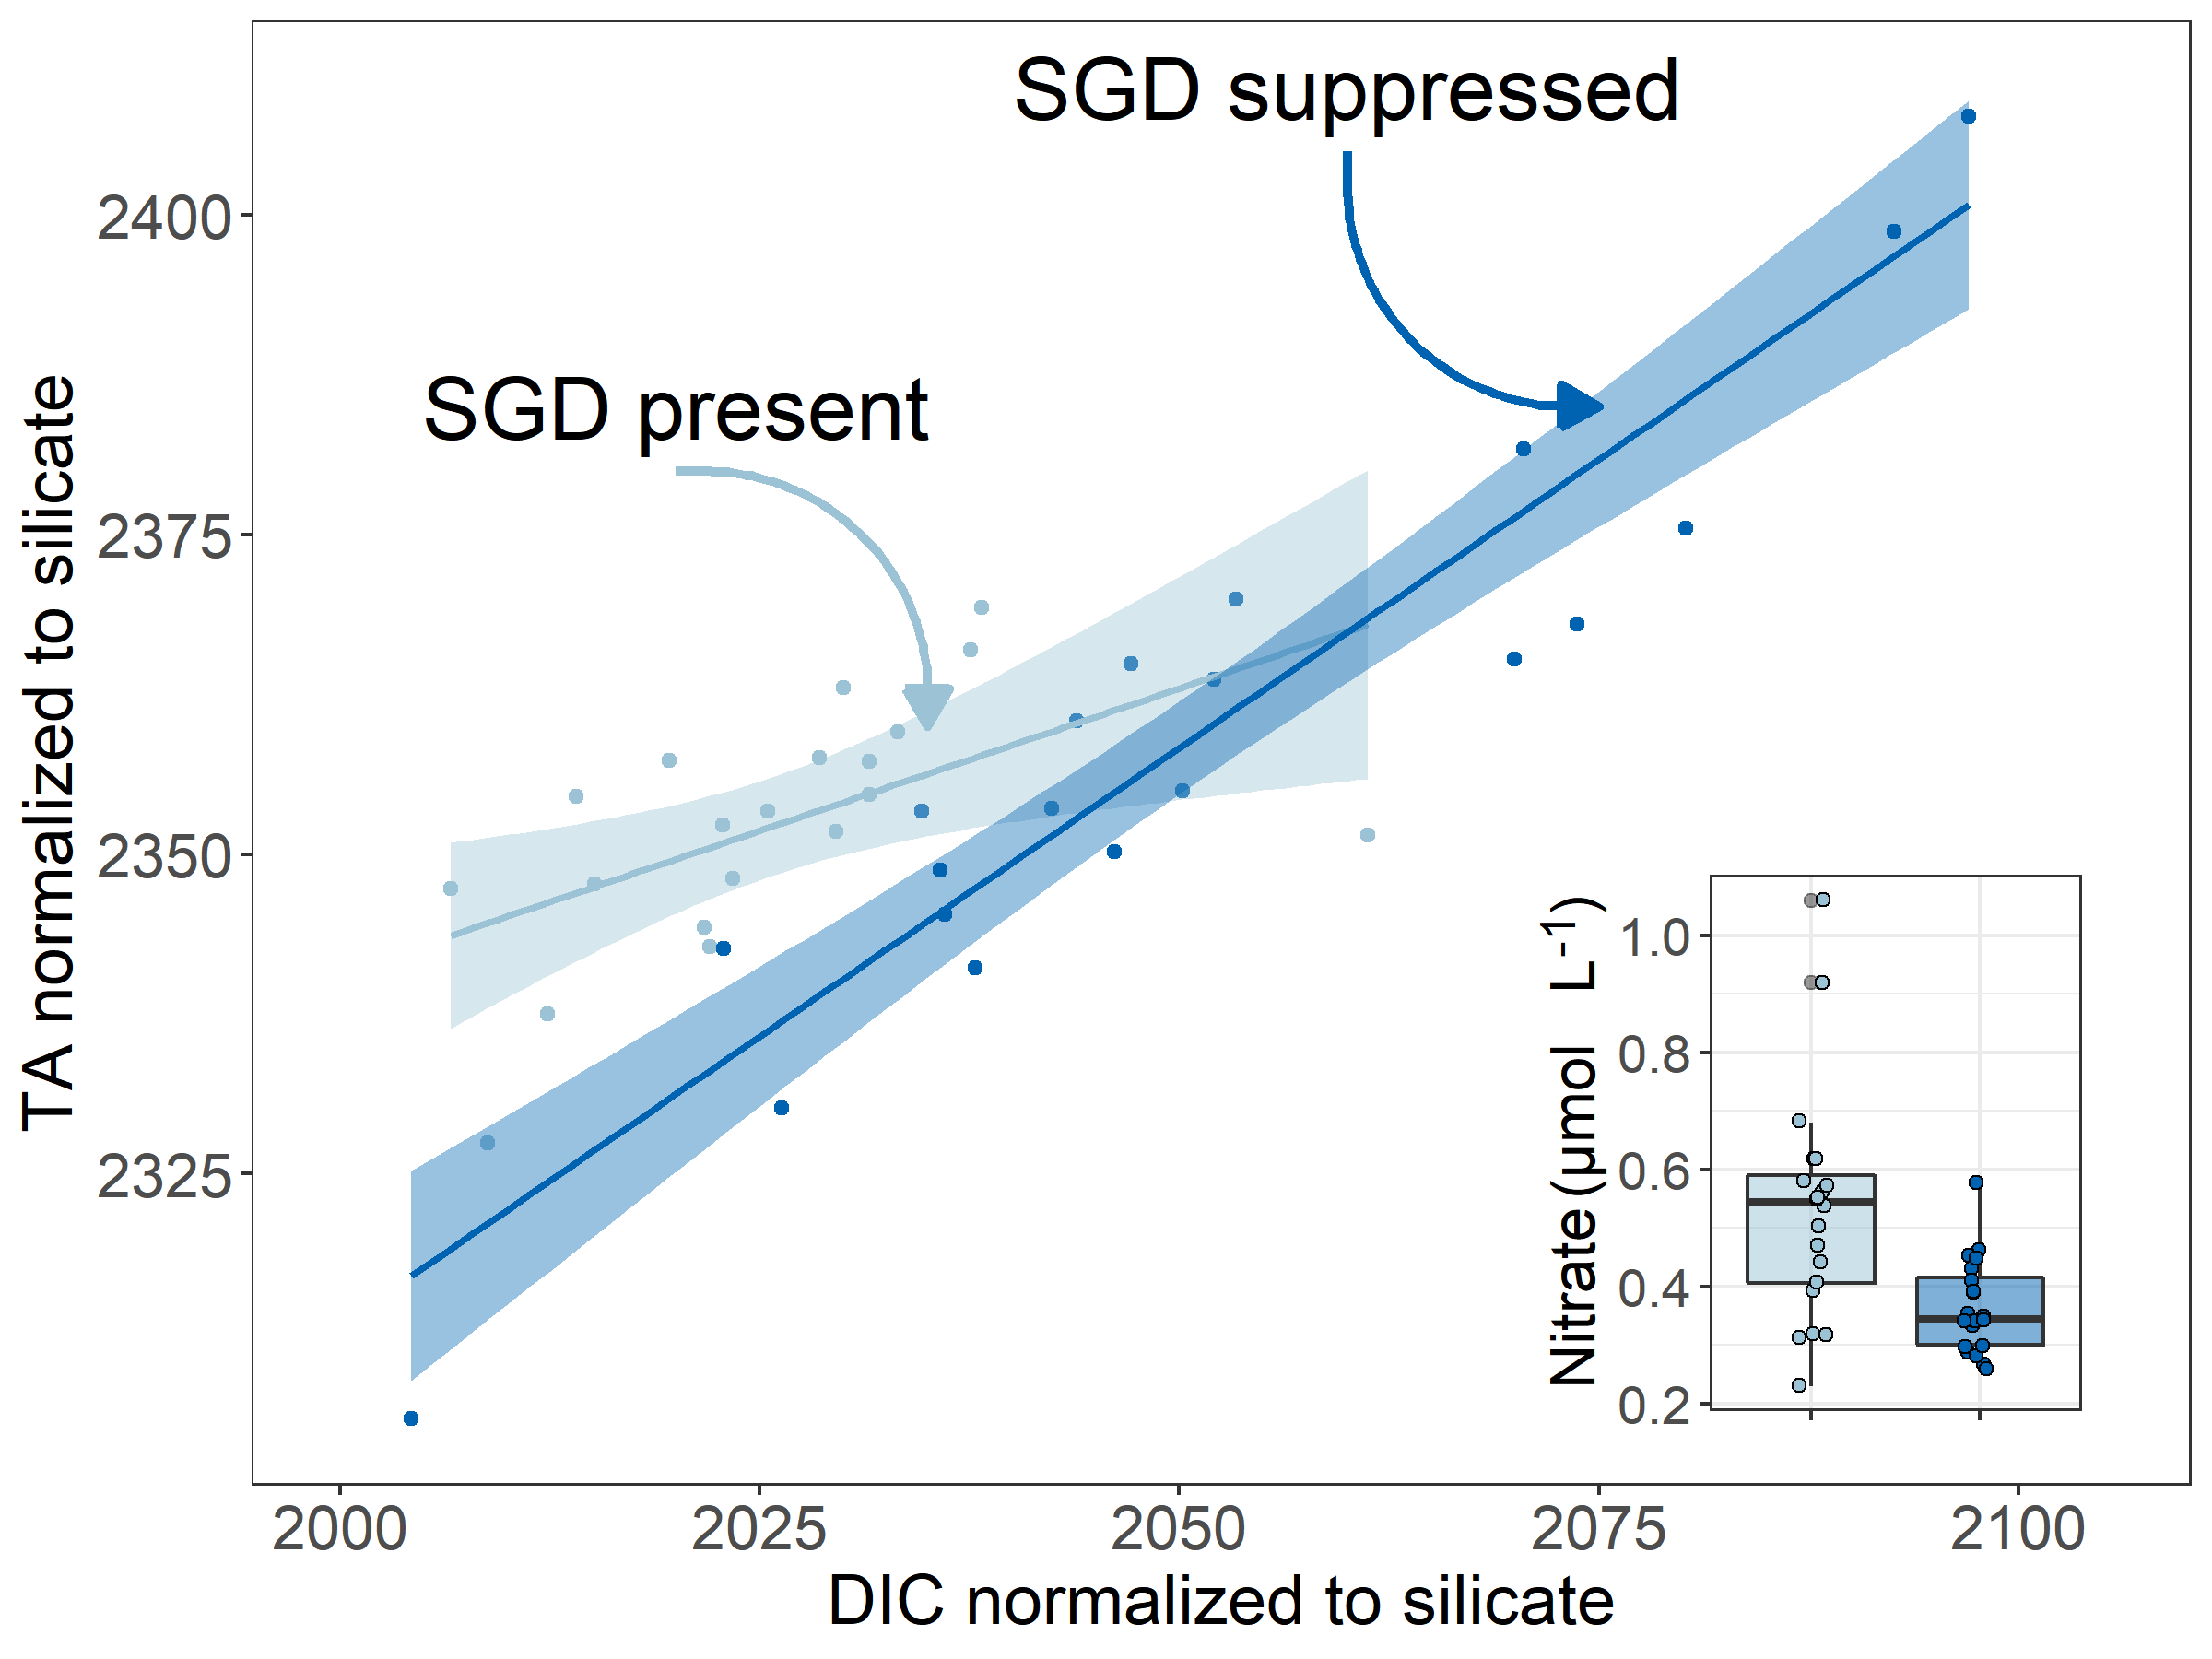 SGD suppressed
SGD present
TA normalized to silicate
2400
2375
2350
2325
2000
2025
2050
2075
2100
DIC normalized to silicate
Nitrate (µmol L⁻¹)
1.0
0.8
0.6
0.4
0.2